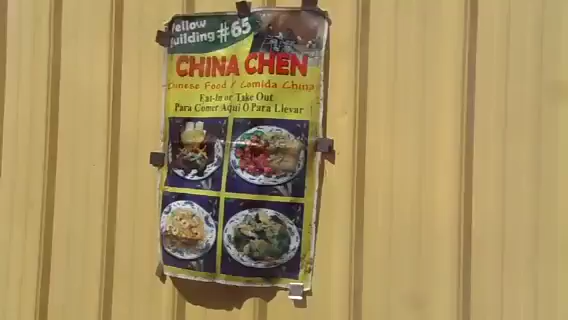 Yellow
Building #65
CHINA CHEN
Chinese Food / Comida China
Eat-In or Take Out
Para Comer Aqui O Para Llevar